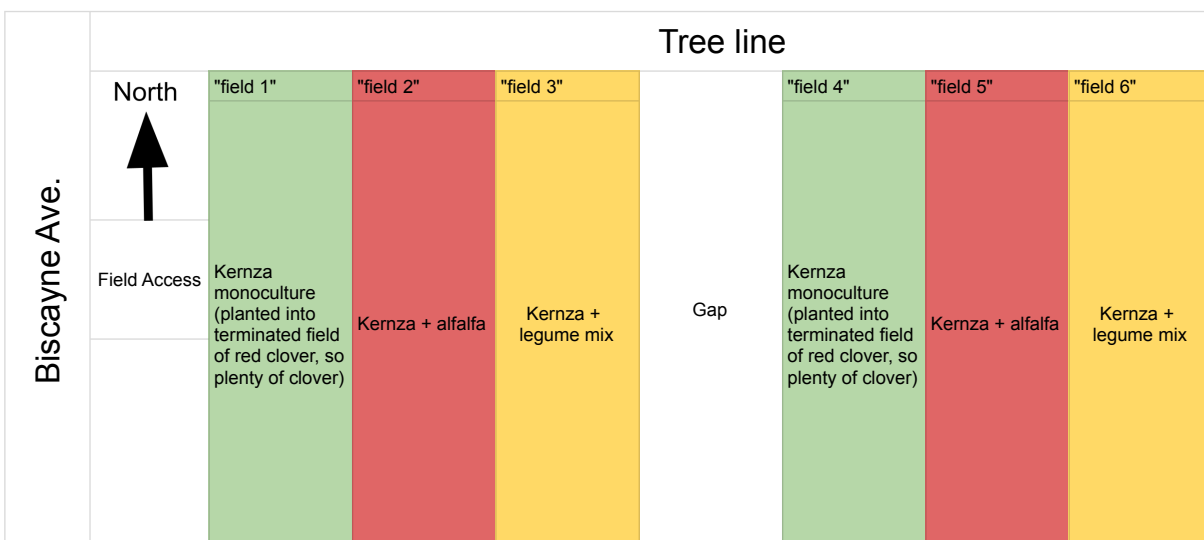 Tree line
Biscayne Ave.
North
Field Access
"field 1"
Kernza
monoculture
(planted into
terminated field
of red clover, so
plenty of clover)
"field 2"
Kernza + alfalfa
"field 3"
Kernza +
legume mix
Gap
"field 4"
Kernza
monoculture
(planted into
terminated field
of red clover, so
plenty of clover)
"field 5"
Kernza + alfalfa
"field 6"
Kernza +
legume mix